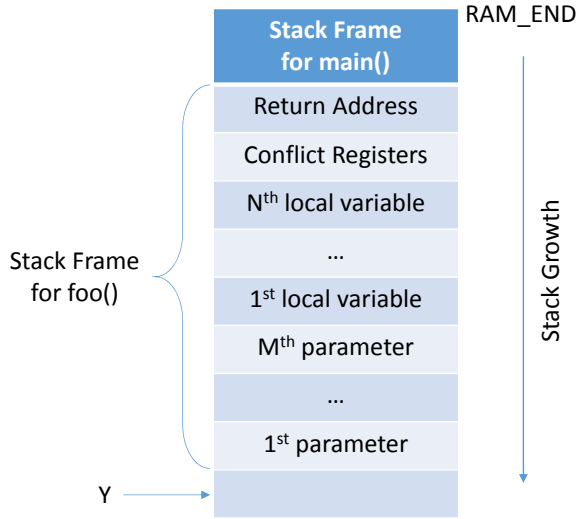 Stack Frame
for main()
RAM_END
Return Address
Conflict Registers
Nth local variable
...
1st local variable
Mth parameter
...
1st parameter
Stack Frame
for foo()
Y
Stack Growth